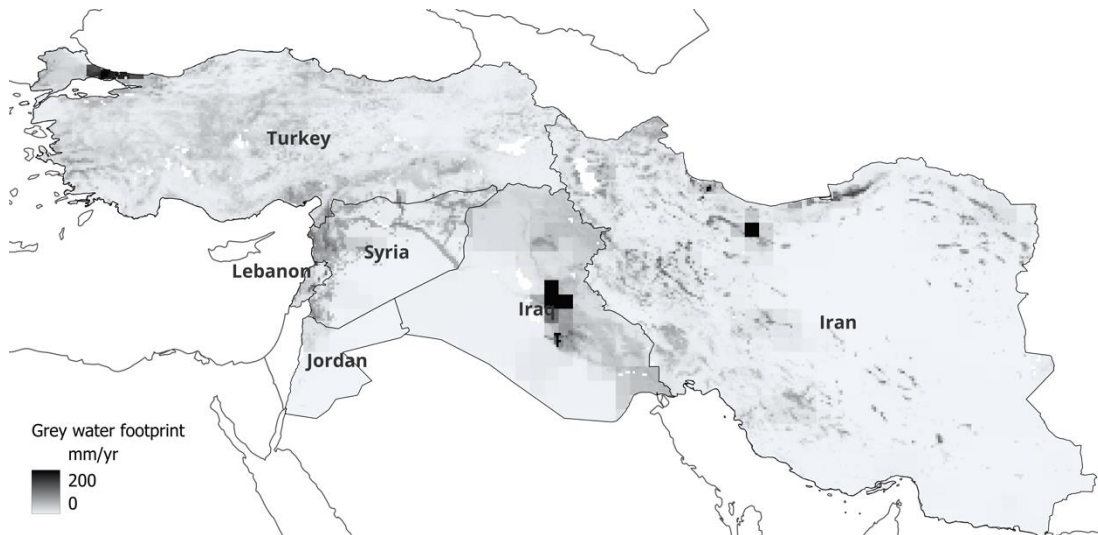 Turkey
Syria
Lebanon
Iraq
Iran
Jordan
Grey water footprint
mm/yr
200
0